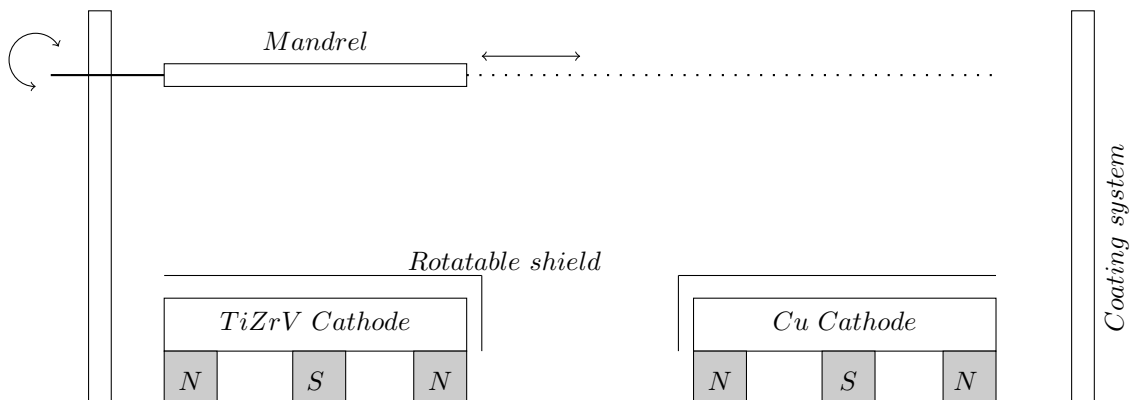 Mandrel
Coating system
Rotatable shield
TiZrV Cathode
Cu Cathode
N
S
N
N
S
N